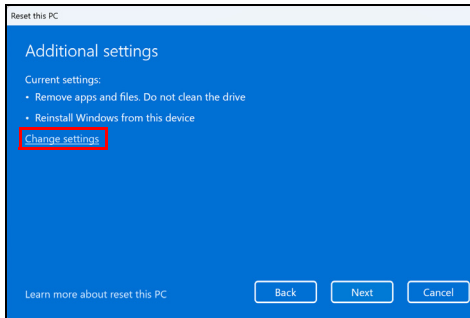 Reset this PC
Additional settings
Current settings:
• Remove apps and files. Do not clean the drive
• Reinstall Windows from this device
Change settings
Learn more about reset this PC
Back
Next
Cancel